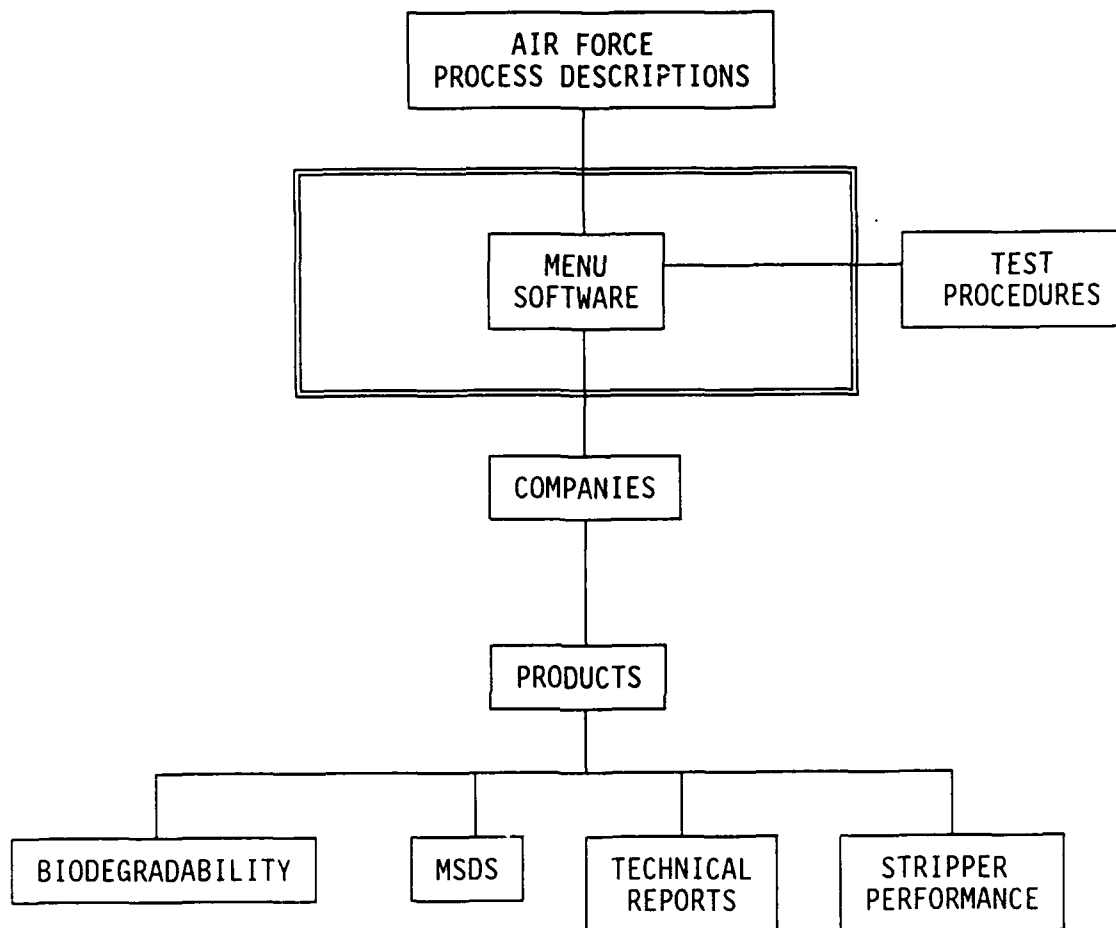 AIR FORCE
PROCESS DESCRIPTIONS
MENU
SOFTWARE
TEST
PROCEDURES
COMPANIES
PRODUCTS
BIODEGRADABILITY
MSDS
TECHNICAL
REPORTS
STRIPPER
PERFORMANCE